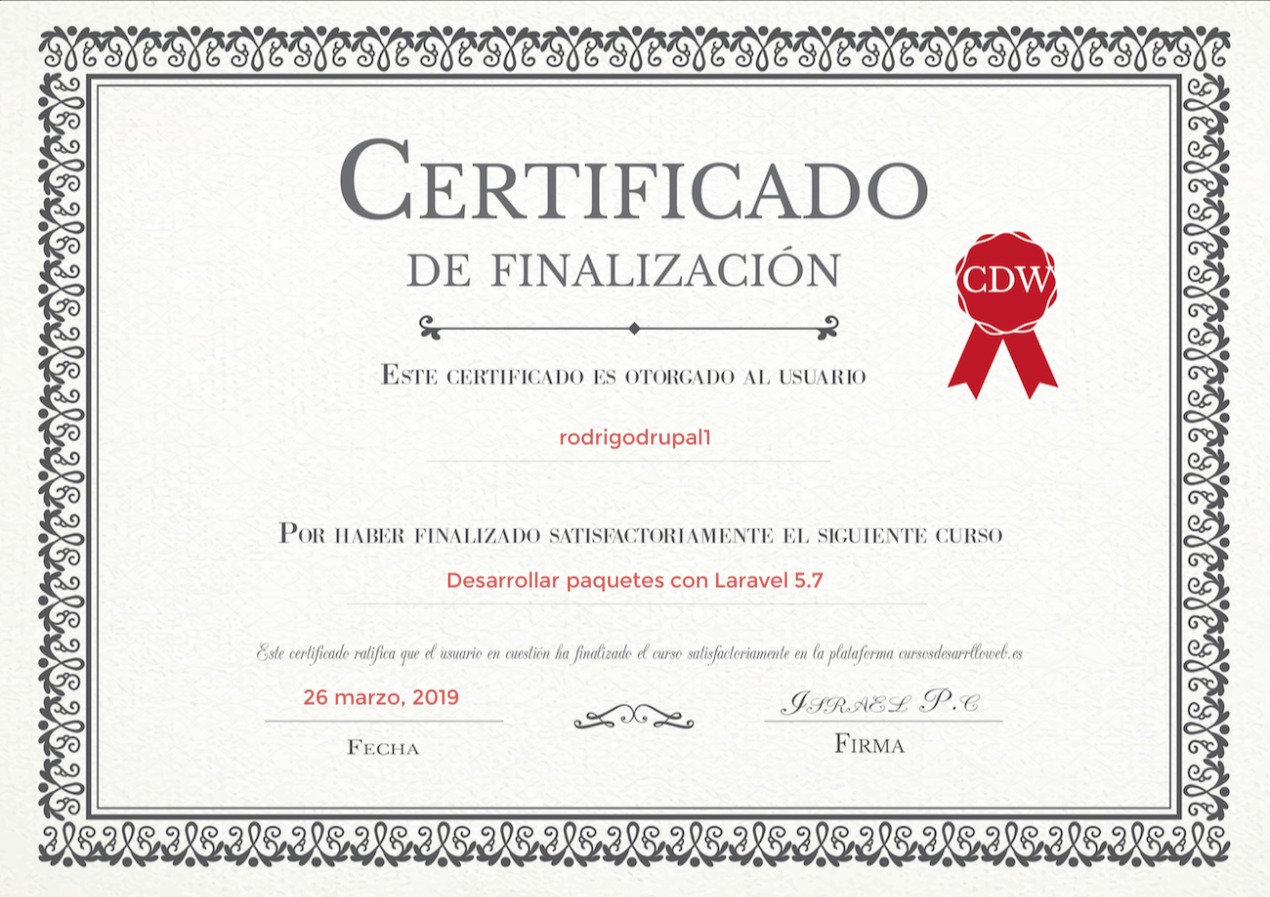 CERTIFICADO
DE FINALIZACIÓN
CDW
ESTE CERTIFICADO ES OTORGADO AL USUARIO
rodrigodrupal1
POR HABER FINALIZADO SATISFACTORIAMENTE EL SIGUIENTE CURSO
Desarrollar paquetes con Laravel 5.7
Este certificado ratifica que el usuario en cuestión ha finalizado el curso satisfactoriamente en la plataforma cursosdesarrlloweb.es
26 marzo, 2019
ISRAEL P.C
FECHA
FIRMA